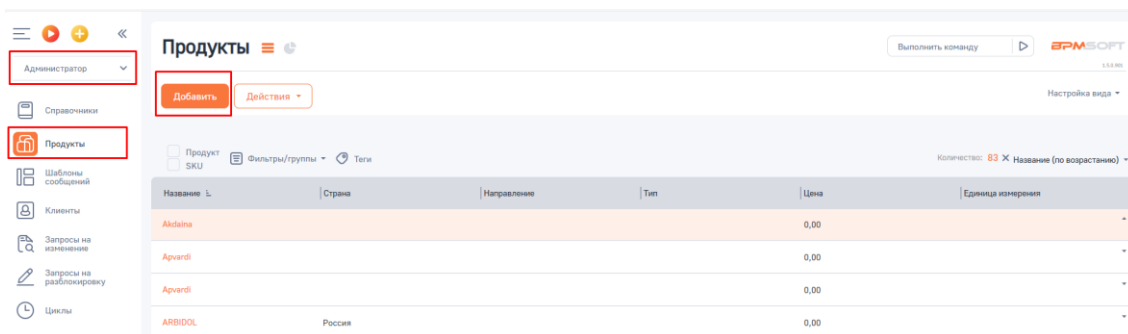 Продукты
Выполнить команду
BPMSOFT
Администратор
Добавить
Действия
Настройка вида
Справочники
Продукты
Продукт
SKU
Фильтры/группы
Теги
Количество: 83
Название (по возрастанию)
Шаблоны
сообщений
Название
Страна
Направление
Тип
Цена
Единица измерения
Клиенты
Akdaina
0,00
Запросы на
изменение
Apvardi
0,00
Запросы на
разблокировку
Apvardi
0,00
Циклы
ARBIDOL
Россия
0,00